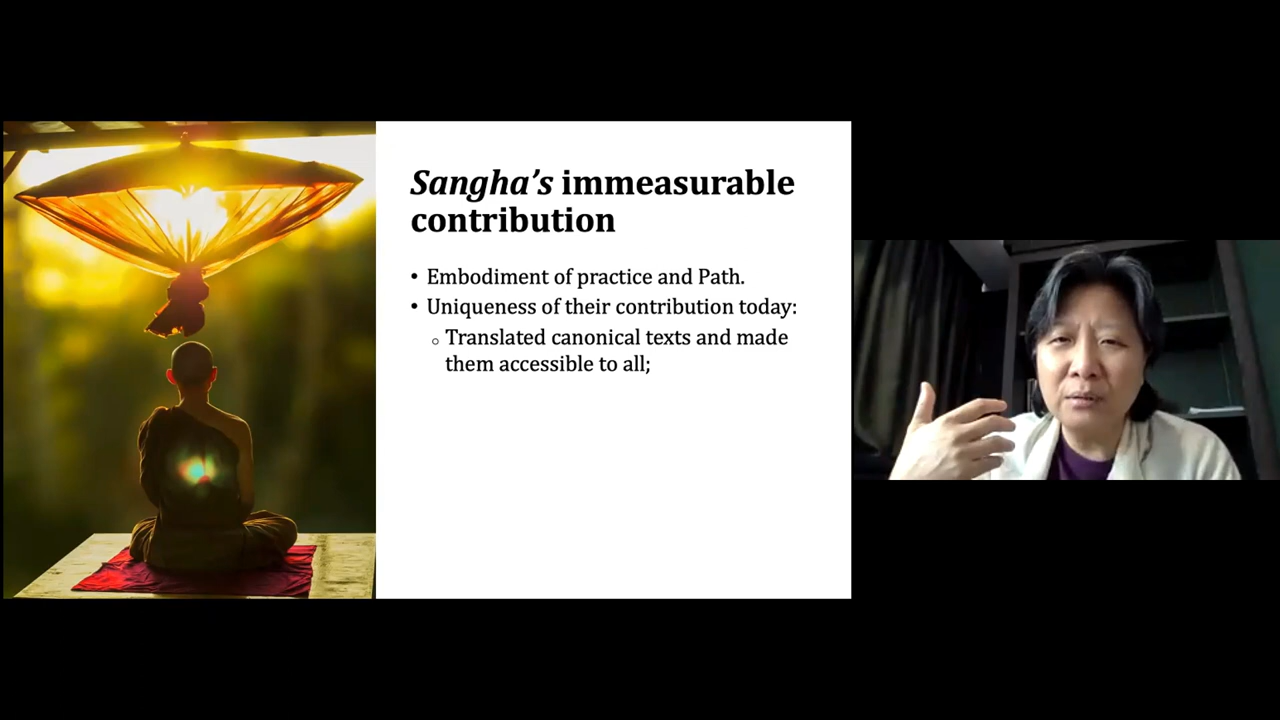 Sangha’s immeasurable
contribution
• Embodiment of practice and Path.
• Uniqueness of their contribution today:
o Translated canonical texts and made
them accessible to all;